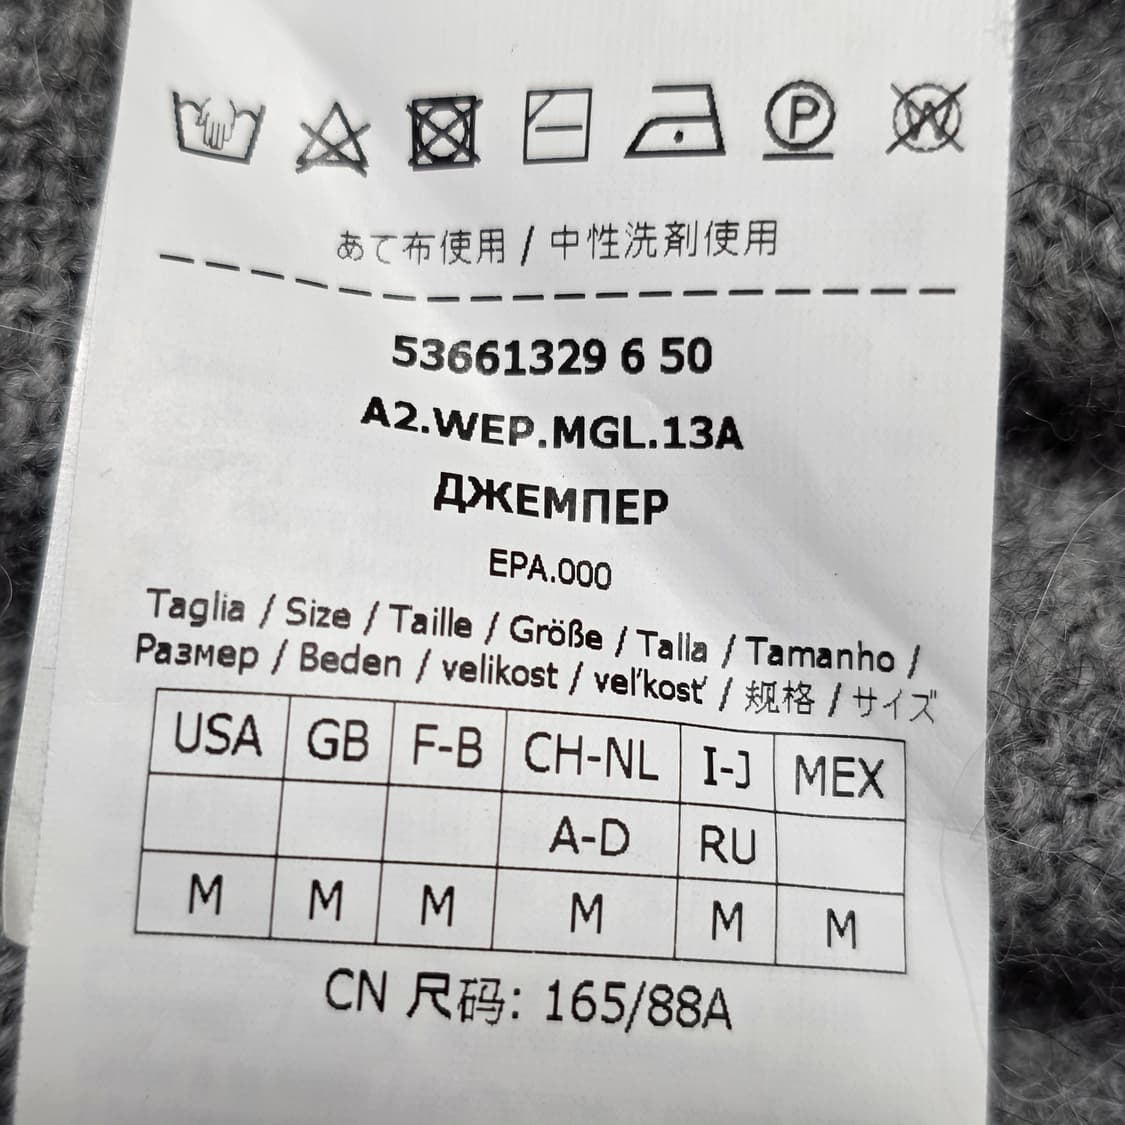 P W
あて布使用 / 中性洗剤使用
53661329 6 50
A2.WEP.MGL.13A
ДЖЕМПЕР
EPA.000
Taglia / Size / Taille / Größe / Talla / Tamanho /
Размер / Beden / velikost / veľkosť / 规格 / サイズ
USA GB F-B CH-NL I-J MEX
A-D RU
M M M M M M
CN 尺码: 165/88A